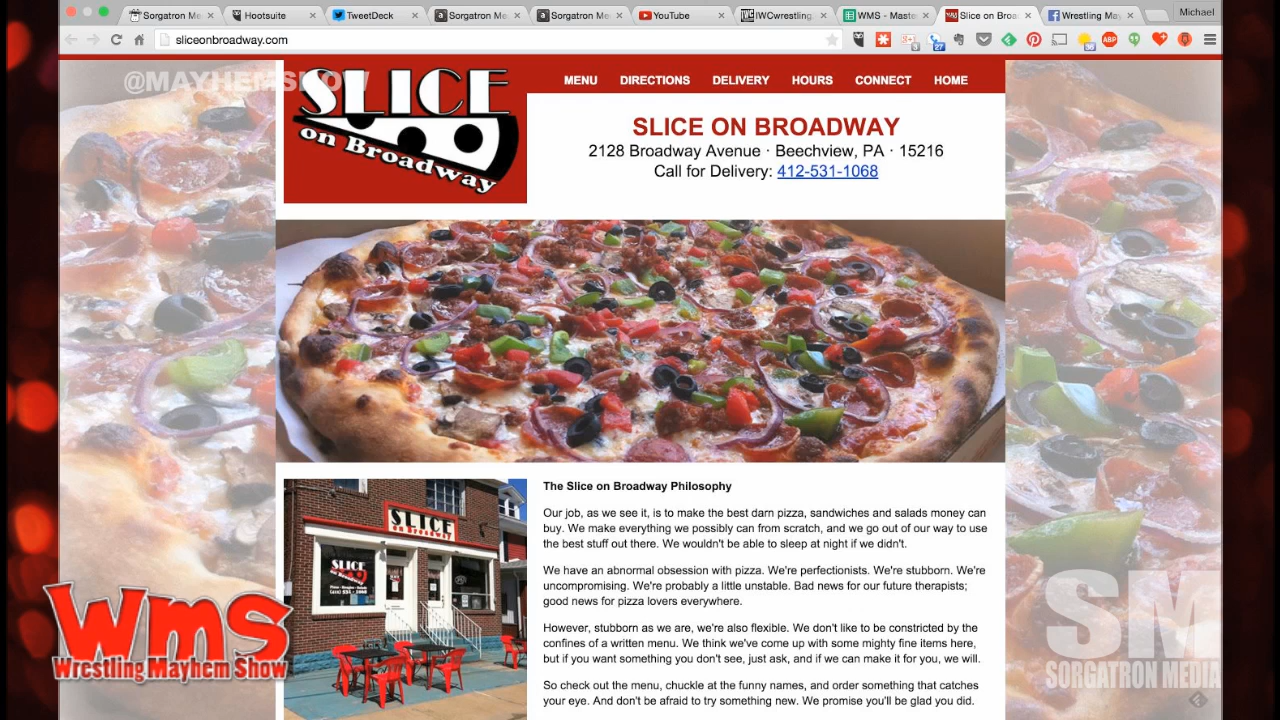 Sorgatron Me
Hootsuite
TweetDeck
Sorgatron Me
Sorgatron Me
YouTube
IWCwrestling
WMS - Maste
Slice on Broa
Wrestling May
Michael
sliceonbroadway.com
@MAYHEMSHOW
SLICE
on Broadway
MENU DIRECTIONS DELIVERY HOURS CONNECT HOME
SLICE ON BROADWAY
2128 Broadway Avenue · Beechview, PA · 15216
Call for Delivery: 412-531-1068
The Slice on Broadway Philosophy
Our job, as we see it, is to make the best darn pizza, sandwiches and salads money can
buy. We make everything we possibly can from scratch, and we go out of our way to use
the best stuff out there. We wouldn't be able to sleep at night if we didn't.
We have an abnormal obsession with pizza. We're perfectionists. We're stubborn. We're
uncompromising. We're probably a little unstable. Bad news for our future therapists;
good news for pizza lovers everywhere.
However, stubborn as we are, we're also flexible. We don't like to be constricted by the
confines of a written menu. We think we've come up with some mighty fine items here,
but if you want something you don't see, just ask, and if we can make it for you, we will.
So check out the menu, chuckle at the funny names, and order something that catches
your eye. And don't be afraid to try something new. We promise you'll be glad you did.
SLICE
on Broadway
SLICE
WMS
Wrestling Mayhem Show
SM
SORGATRON MEDIA